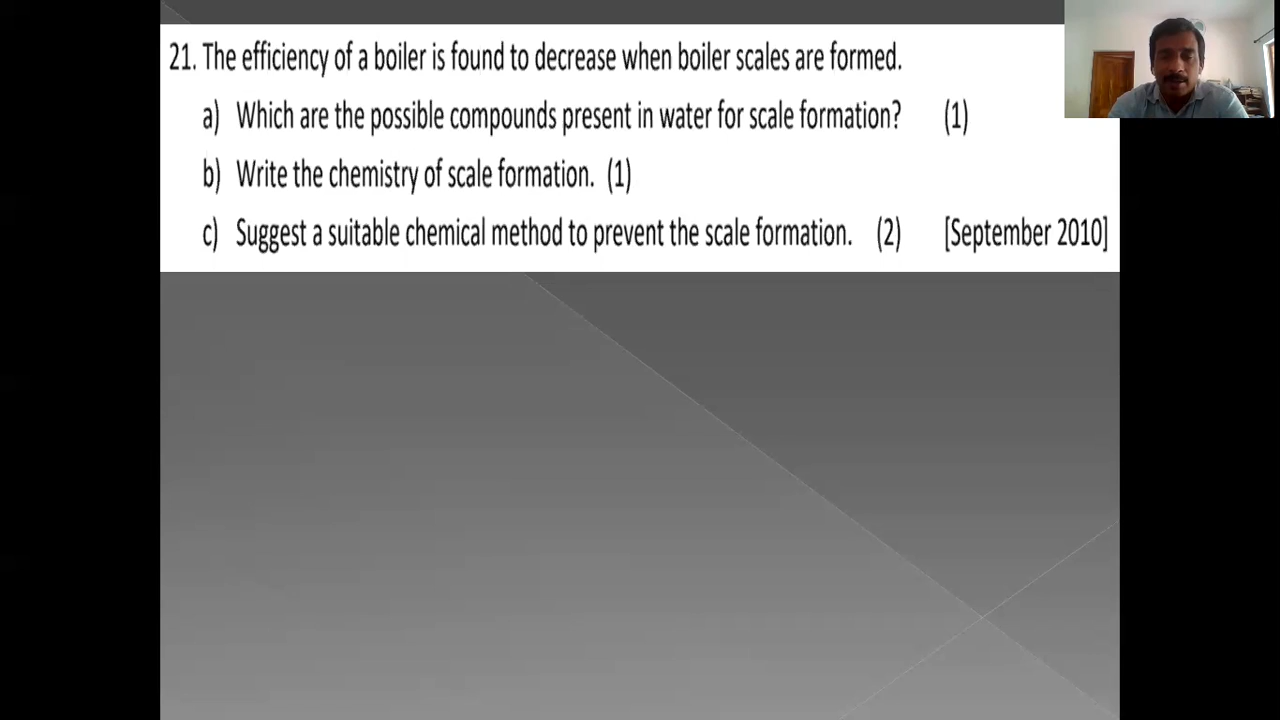 21. The efficiency of a boiler is found to decrease when boiler scales are formed.
a) Which are the possible compounds present in water for scale formation? (1)
b) Write the chemistry of scale formation. (1)
c) Suggest a suitable chemical method to prevent the scale formation. (2) [September 2010]